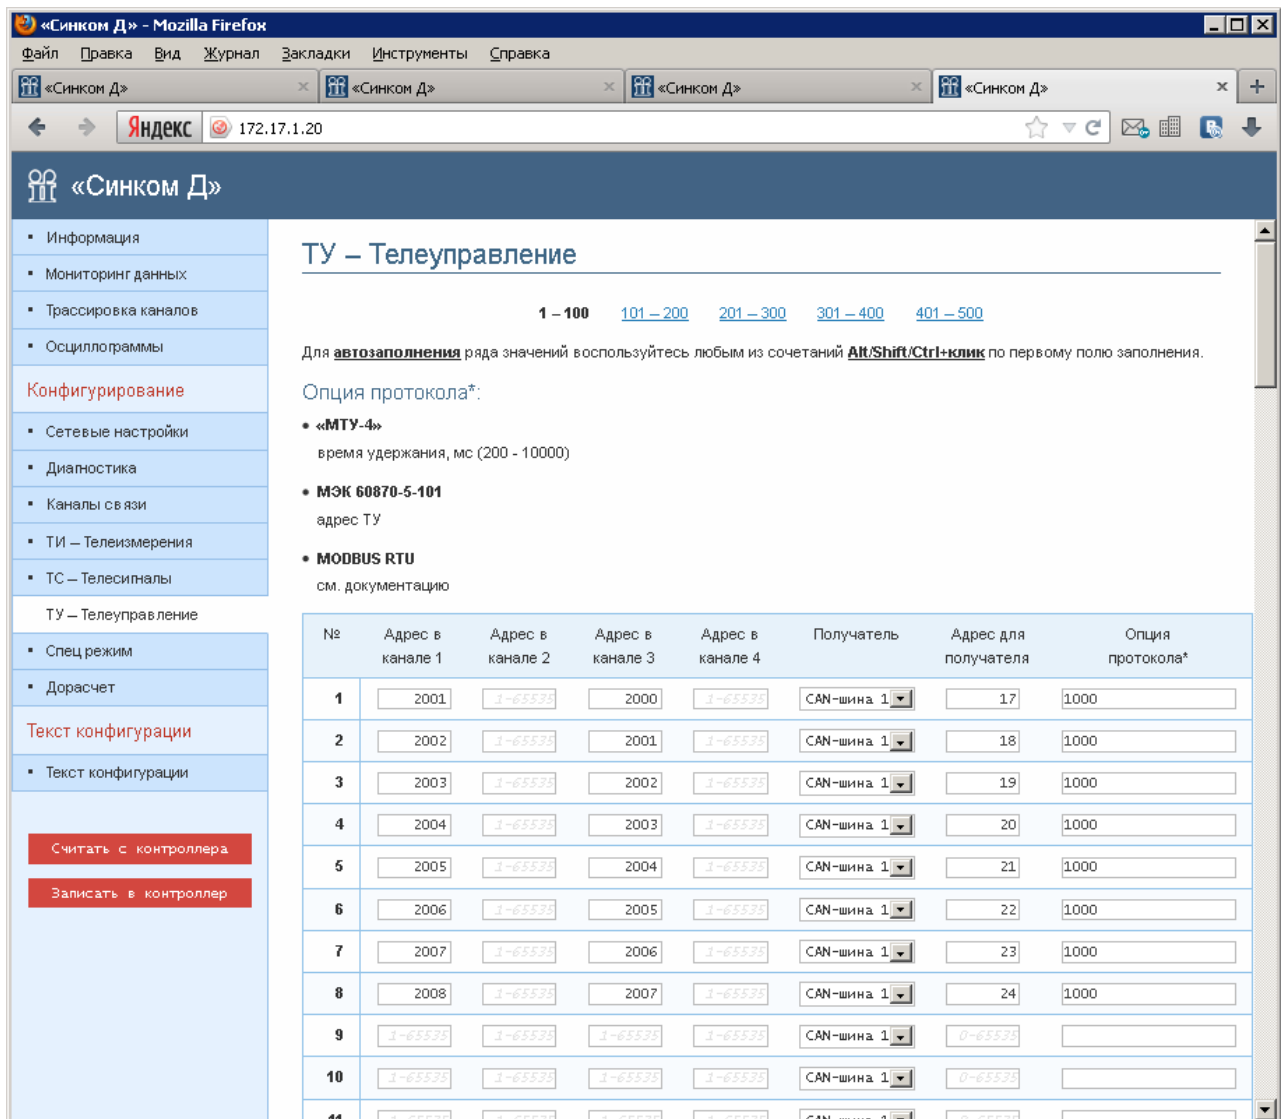 «Синком Д» - Mozilla Firefox
Файл Правка Вид Журнал Закладки Инструменты Справка
«Синком Д» «Синком Д» «Синком Д» «Синком Д»
Яндекс 172.17.1.20
«Синком Д»
Информация
Мониторинг данных
Трассировка каналов
Осциллограммы
Конфигурирование
Сетевые настройки
Диагностика
Каналы связи
ТИ – Телеизмерения
ТС – Телесигналы
ТУ – Телеуправление
Спец режим
Дорасчет
Текст конфигурации
Текст конфигурации
Считать с контроллера
Записать в контроллер
ТУ – Телеуправление
1 – 100 101 – 200 201 – 300 301 – 400 401 – 500
Для автозаполнения ряда значений воспользуйтесь любым из сочетаний Alt/Shift/Ctrl+клик по первому полю заполнения.
Опция протокола*:
• «МТУ-4»
время удержания, мс (200 - 10000)
• МЭК 60870-5-101
адрес ТУ
• MODBUS RTU
см. документацию
№ Адрес в канале 1 Адрес в канале 2 Адрес в канале 3 Адрес в канале 4 Получатель Адрес для получателя Опция протокола*
1 2001 1-65535 2000 1-65535 CAN-шина 1 17 1000
2 2002 1-65535 2001 1-65535 CAN-шина 1 18 1000
3 2003 1-65535 2002 1-65535 CAN-шина 1 19 1000
4 2004 1-65535 2003 1-65535 CAN-шина 1 20 1000
5 2005 1-65535 2004 1-65535 CAN-шина 1 21 1000
6 2006 1-65535 2005 1-65535 CAN-шина 1 22 1000
7 2007 1-65535 2006 1-65535 CAN-шина 1 23 1000
8 2008 1-65535 2007 1-65535 CAN-шина 1 24 1000
9 1-65535 1-65535 1-65535 1-65535 CAN-шина 1 0-65535
10 1-65535 1-65535 1-65535 1-65535 CAN-шина 1 0-65535